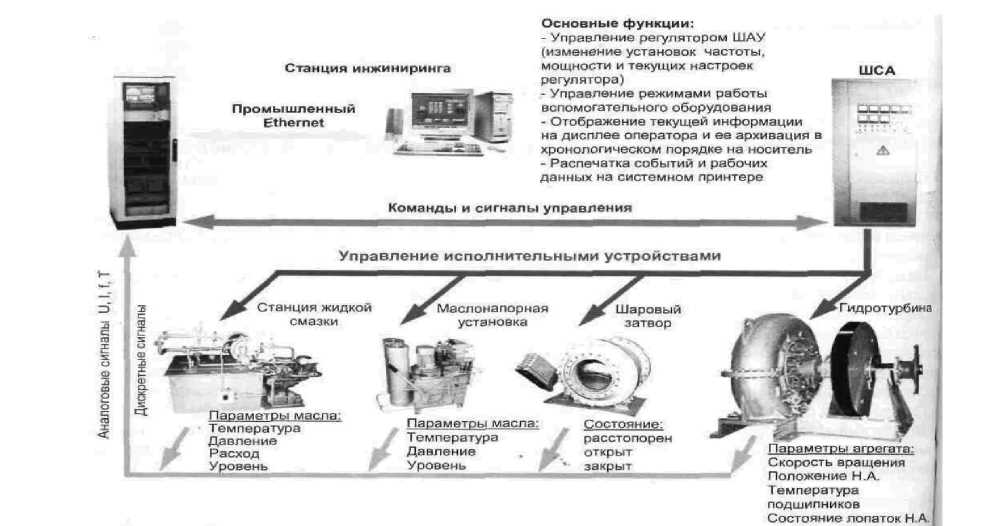 Основные функции:
- Управление регулятором ШАУ
(изменение установок частоты,
мощности и текущих настроек
регулятора)
- Управление режимами работы
вспомогательного оборудования
- Отображение текущей информации
на дисплее оператора и ее архивация в
хронологическом порядке на носитель
- Распечатка событий и рабочих
данных на системном принтере
Станция инжиниринга
Промышленный
Ethernet
ШСА
Команды и сигналы управления
Управление исполнительными устройствами
Аналоговые сигналы U, I, f, T
Дискретные сигналы
Станция жидкой
смазки
Маслонапорная
установка
Шаровый
затвор
Гидротурбина
Параметры масла:
Температура
Давление
Расход
Уровень
Параметры масла:
Температура
Давление
Уровень
Состояние:
расстопорен
открыт
закрыт
Параметры агрегата:
Скорость вращения
Положение Н.А.
Температура
подшипников
Состояние лопаток Н.А.